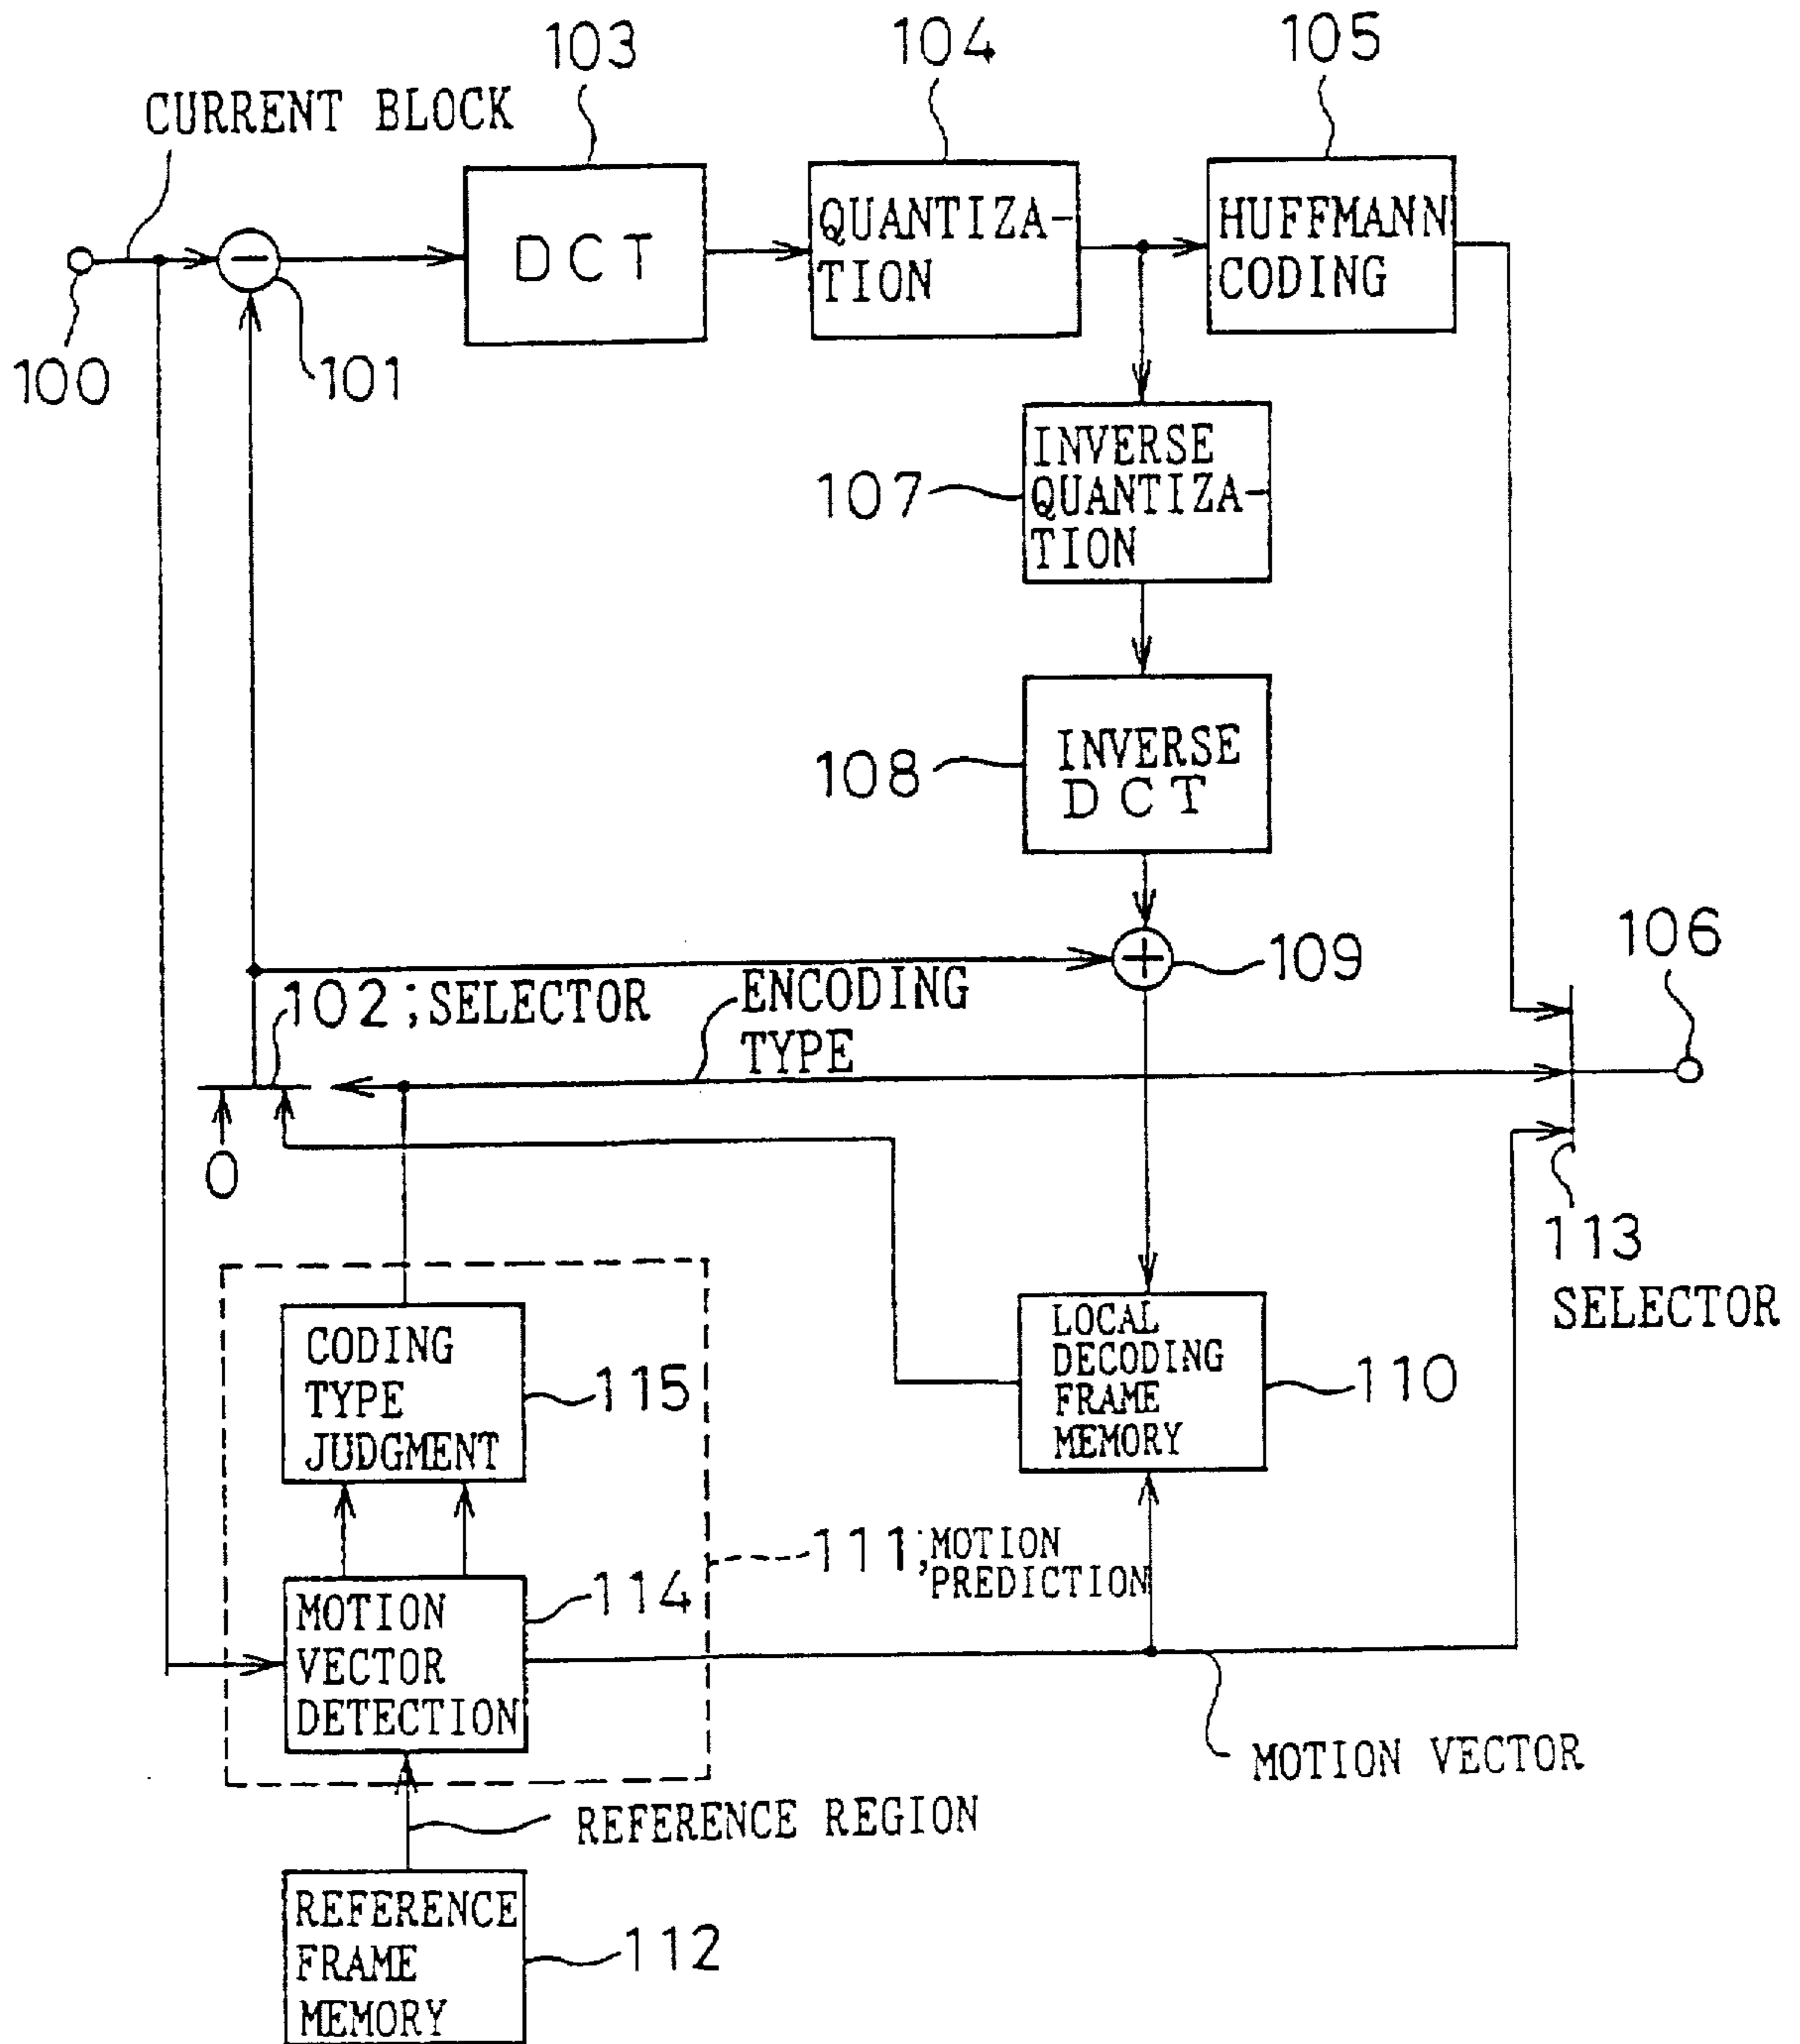 103
104
105
CURRENT BLOCK
DCT
QUANTIZA-
TION
HUFFMANN
CODING
100
101
107
INVERSE
QUANTIZA-
TION
108
INVERSE
DCT
106
109
102 ; SELECTOR
ENCODING
TYPE
0
113
SELECTOR
CODING
TYPE
JUDGMENT
115
LOCAL
DECODING
FRAME
MEMORY
110
111 ; MOTION
PREDICTION
MOTION
VECTOR
DETECTION
114
MOTION VECTOR
REFERENCE REGION
REFERENCE
FRAME
MEMORY
112